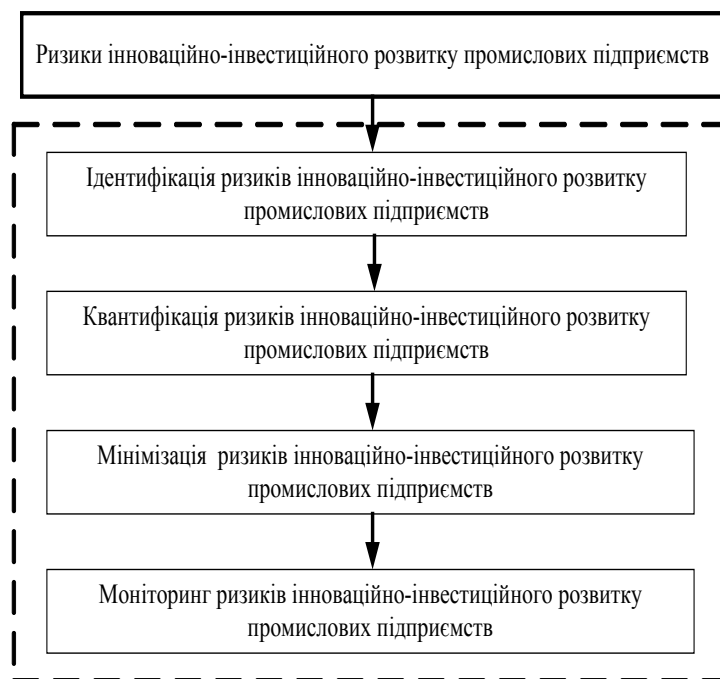 Ризики інноваційно-інвестиційного розвитку промислових підприємств
Ідентифікація ризиків інноваційно-інвестиційного розвитку
промислових підприємств
Квантифікація ризиків інноваційно-інвестиційного розвитку
промислових підприємств
Мінімізація ризиків інноваційно-інвестиційного розвитку
промислових підприємств
Моніторинг ризиків інноваційно-інвестиційного розвитку
промислових підприємств